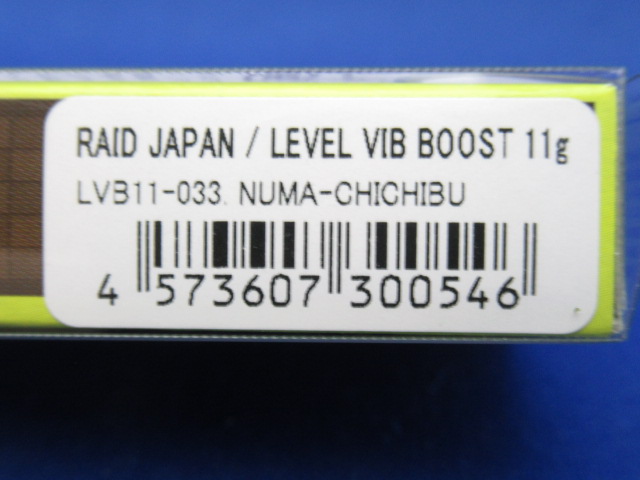 RAID JAPAN / LEVEL VIB BOOST 11g
LVB11-033. NUMA-CHICHIBU
4 573607 300546